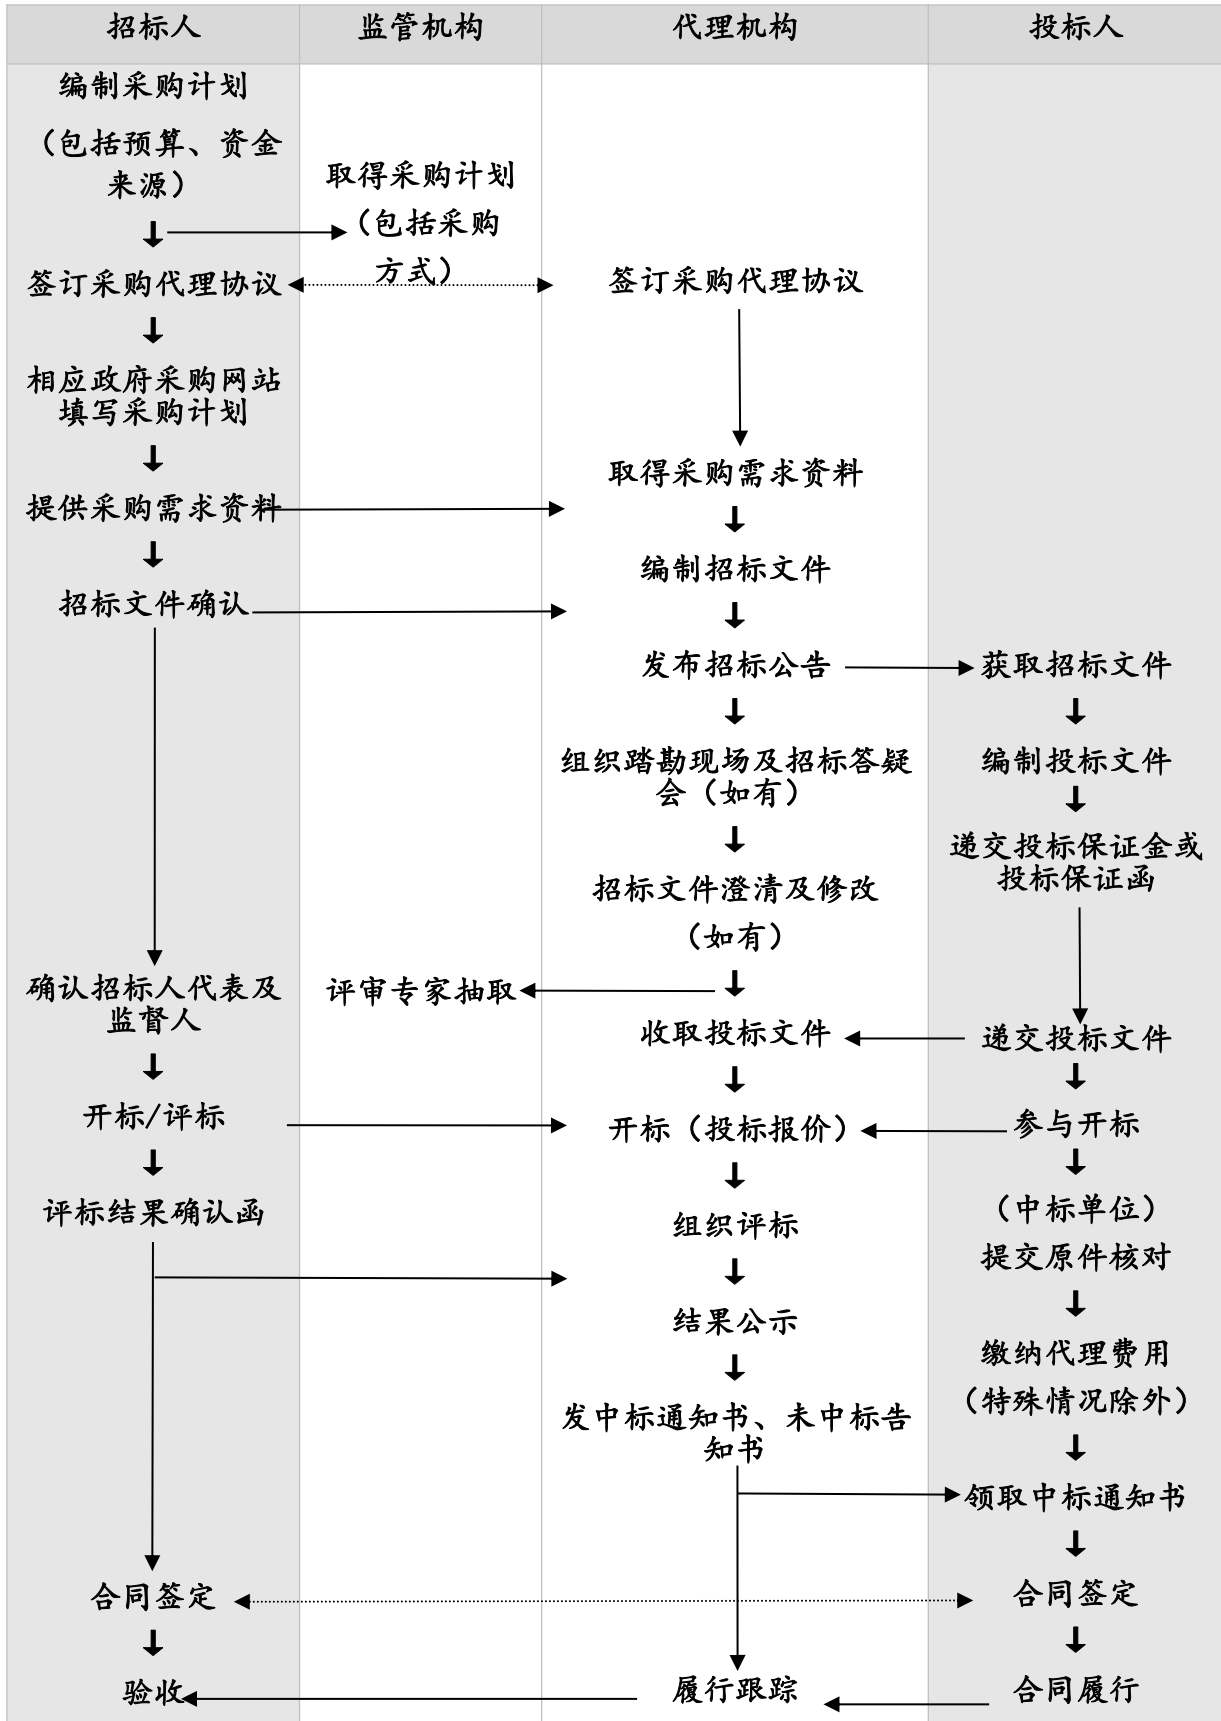 招标人
监管机构
代理机构
投标人
编制采购计划
（包括预算、资金
来源）
签订采购代理协议
相应政府采购网站
填写采购计划
提供采购需求资料
招标文件确认
确认招标人代表及
监督人
开标/评标
评标结果确认函
合同签定
验收
取得采购计划
（包括采购
方式）
评审专家抽取
签订采购代理协议
取得采购需求资料
编制招标文件
发布招标公告
组织踏勘现场及招标答疑
会（如有）
招标文件澄清及修改
（如有）
收取投标文件
开标（投标报价）
组织评标
结果公示
发中标通知书、未中标告
知书
履行跟踪
获取招标文件
编制投标文件
递交投标保证金或
投标保证函
递交投标文件
参与开标
（中标单位）
提交原件核对
缴纳代理费用
（特殊情况除外）
领取中标通知书
合同签定
合同履行